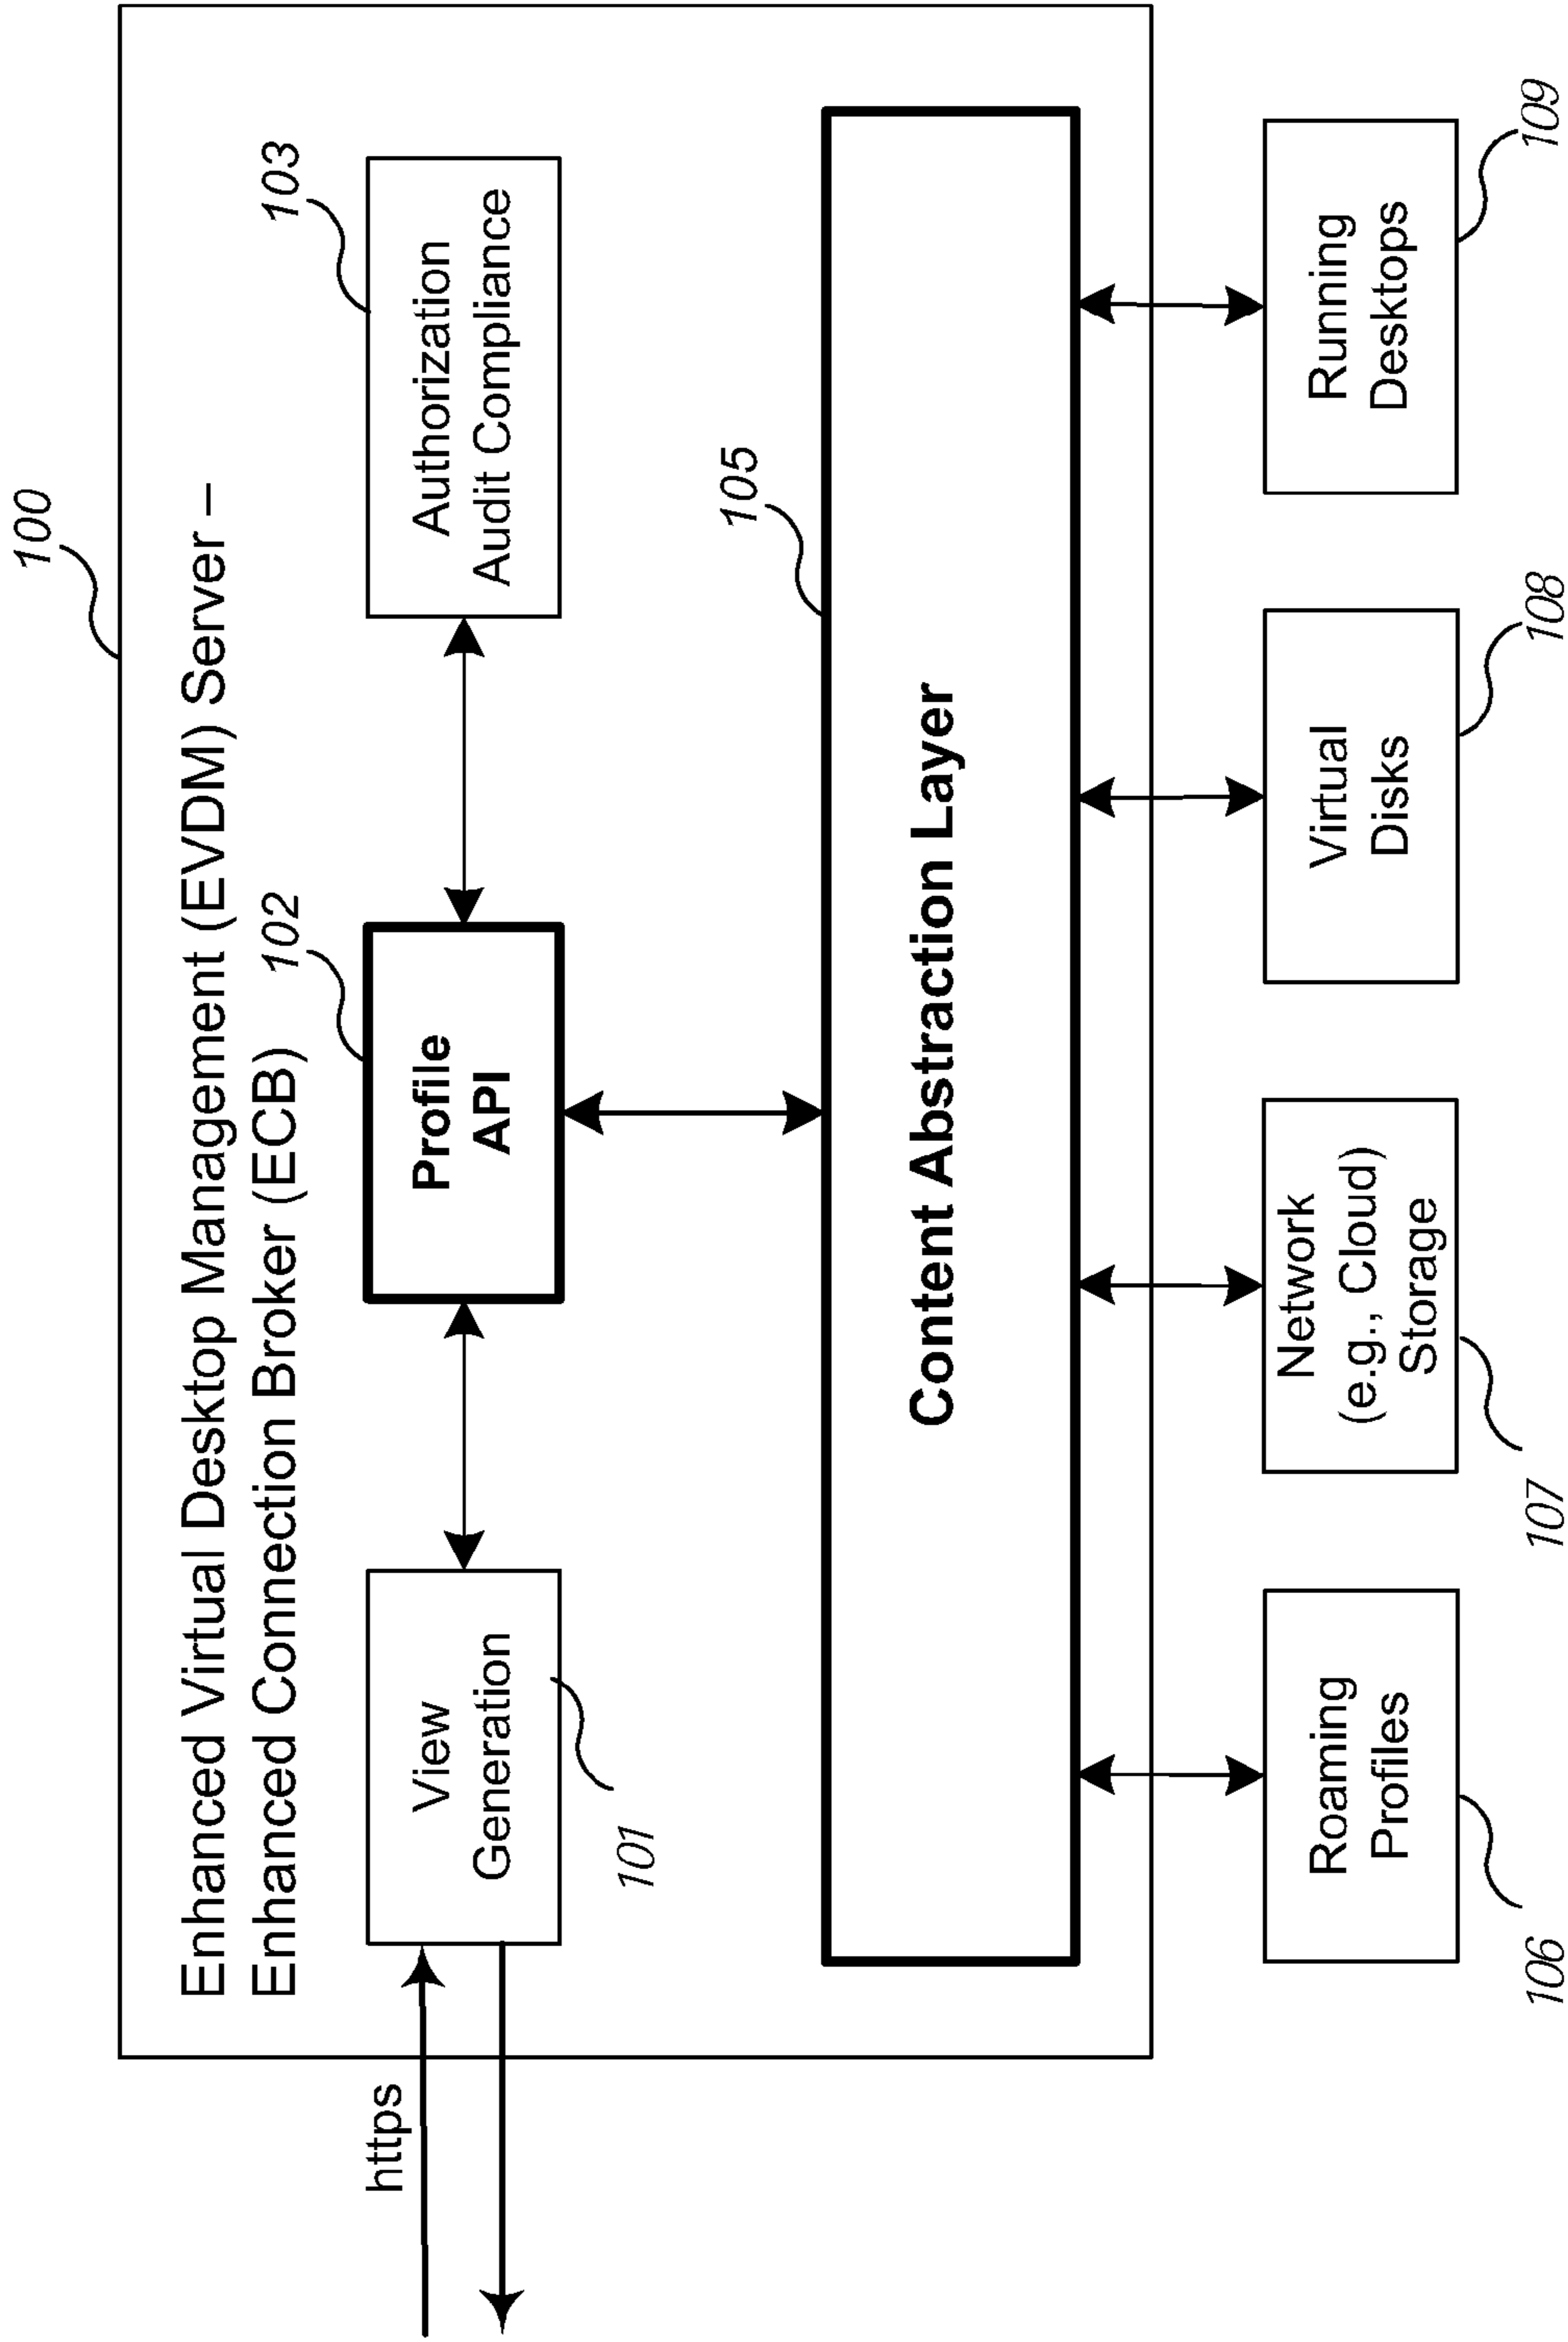 100
Enhanced Virtual Desktop Management (EVDM) Server –
Enhanced Connection Broker (ECB)
102
103
https
View
Generation
101
Profile
API
Authorization
Audit Compliance
105
Content Abstraction Layer
Roaming
Profiles
106
Network
(e.g., Cloud)
Storage
107
Virtual
Disks
108
Running
Desktops
109